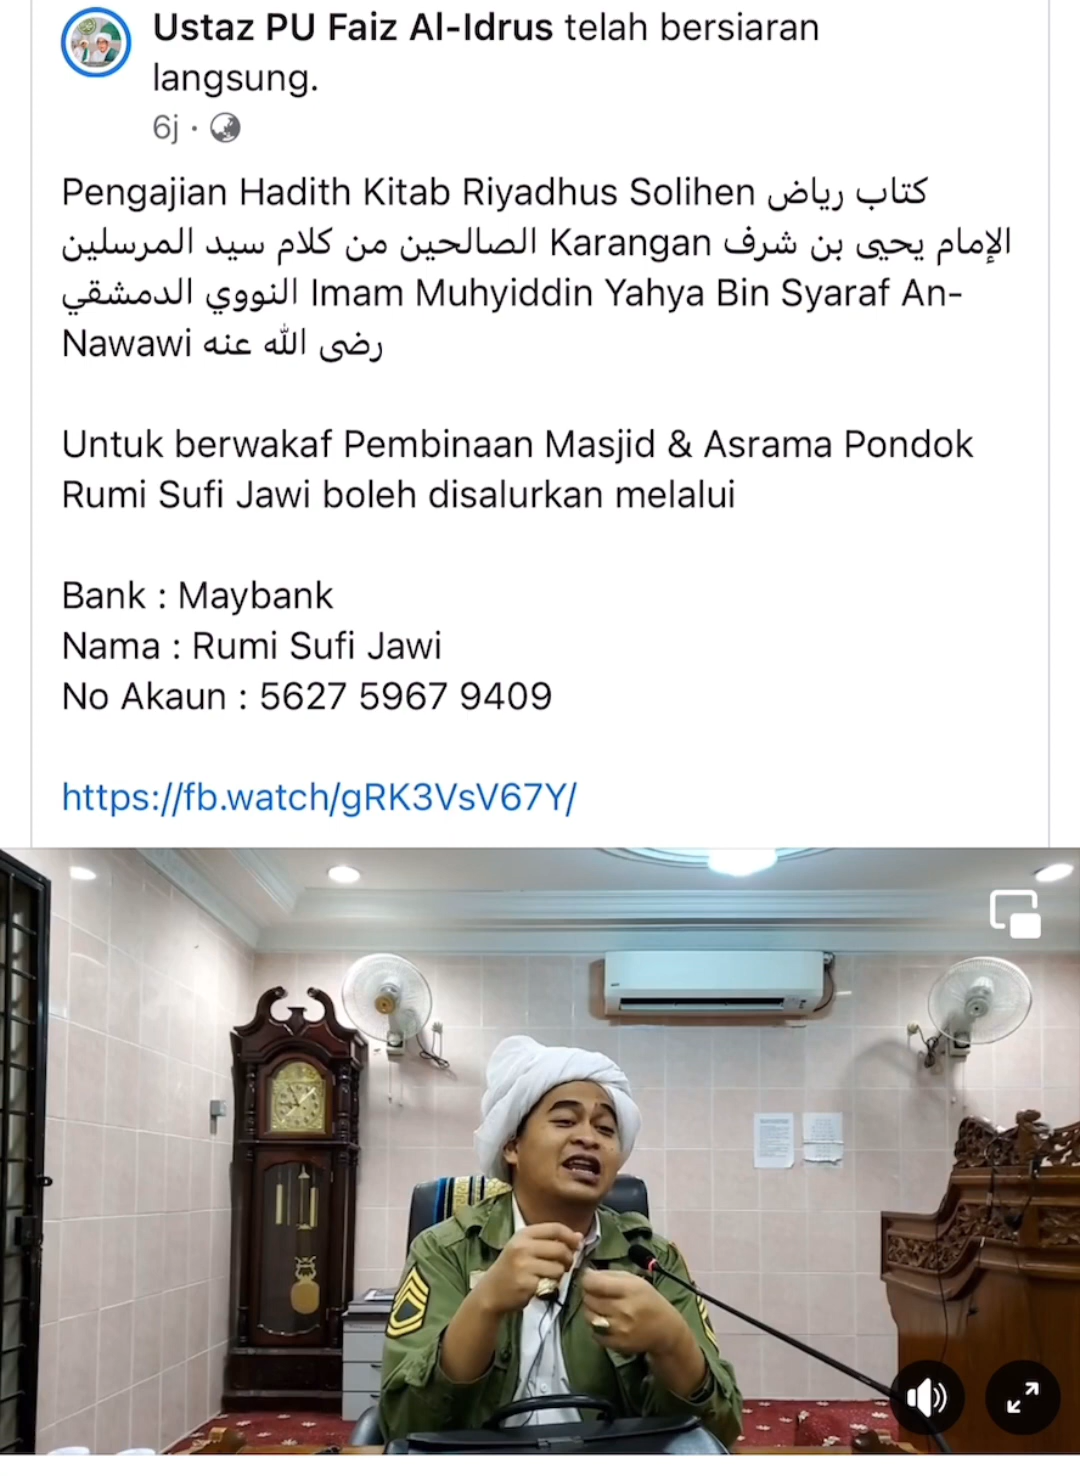 Ustaz PU Faiz Al-Idrus telah bersiaran
langsung.
6j ·
Pengajian Hadith Kitab Riyadhus Solihen كتاب رياض
الصالحين من كلام سيد المرسلين Karangan الإمام يحيى بن شرف
النووي الدمشقي Imam Muhyiddin Yahya Bin Syaraf An-
Nawawi رضى الله عنه
Untuk berwakaf Pembinaan Masjid & Asrama Pondok
Rumi Sufi Jawi boleh disalurkan melalui
Bank : Maybank
Nama : Rumi Sufi Jawi
No Akaun : 5627 5967 9409
https://fb.watch/gRK3VsV67Y/